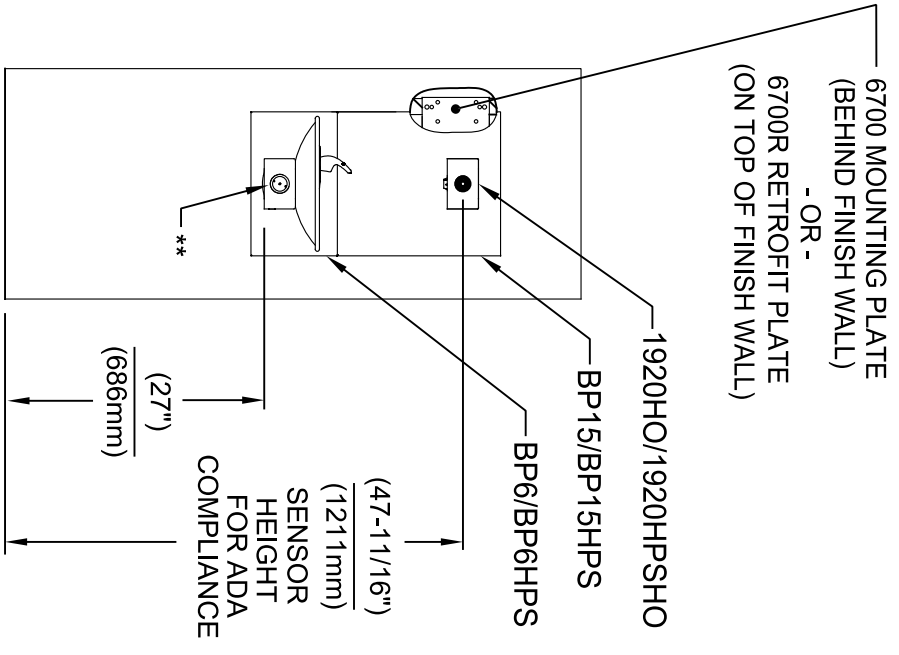 6700 MOUNTING PLATE
(BEHIND FINISH WALL)
- OR -
6700R RETROFIT PLATE
(ON TOP OF FINISH WALL)
1920HO/1920HPSHO
BP15/BP15HPS
BP6/BP6HPS
(47-11/16")
(1211mm)
SENSOR
HEIGHT
FOR ADA
COMPLIANCE
(27")
(686mm)
**